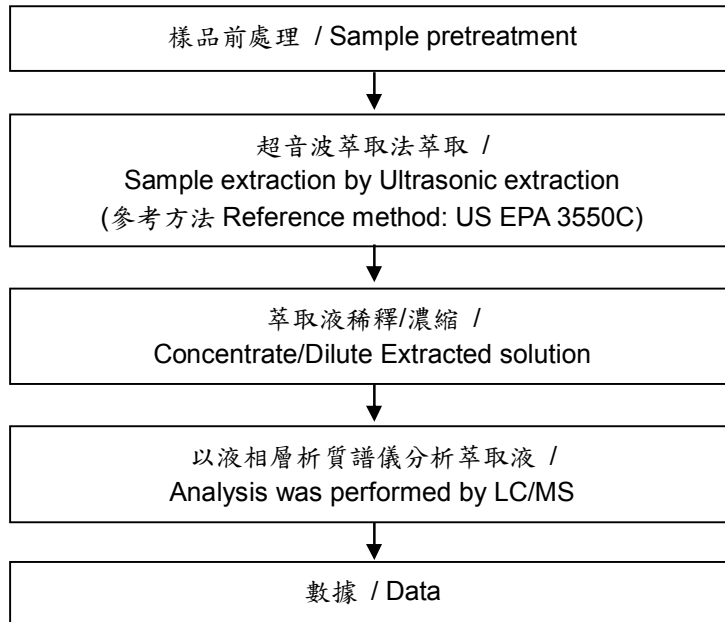 樣品前處理 / Sample pretreatment
超音波萃取法萃取 /
Sample extraction by Ultrasonic extraction
(參考方法 Reference method: US EPA 3550C)
萃取液稀釋/濃縮 /
Concentrate/Dilute Extracted solution
以液相層析質譜儀分析萃取液 /
Analysis was performed by LC/MS
數據 / Data